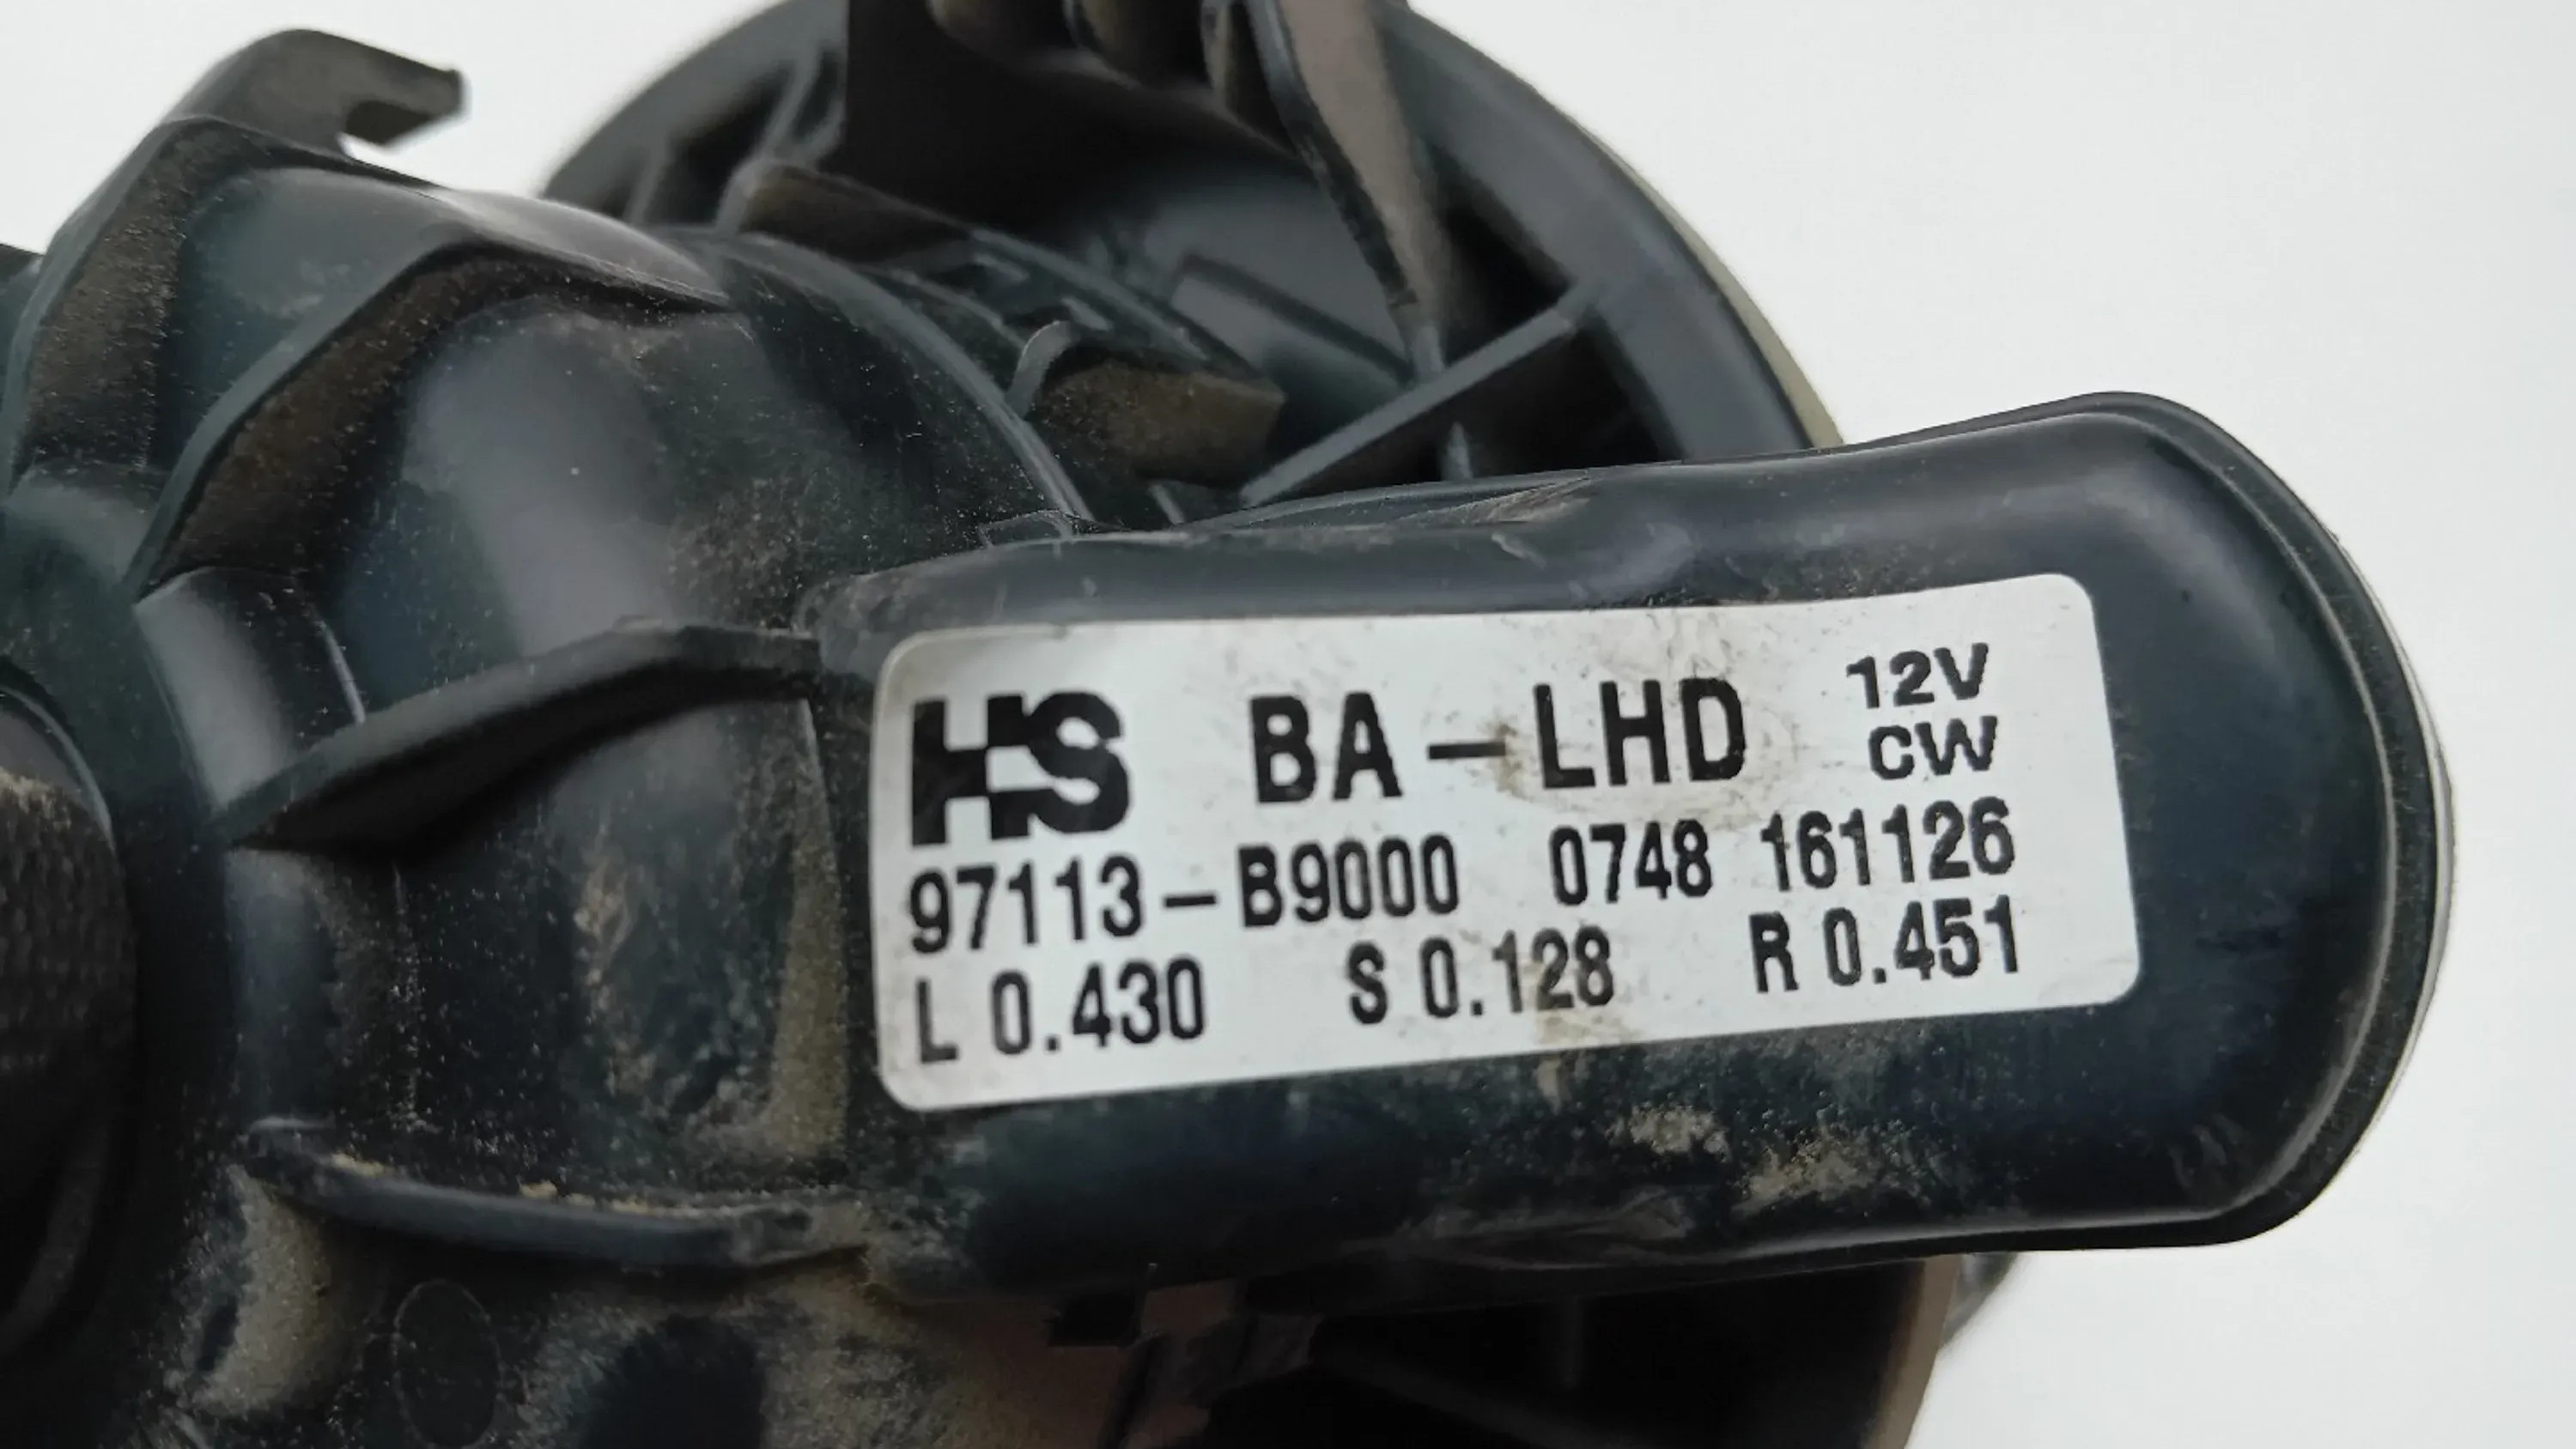 HS BA-LHD 12V
CW
97113-B9000 0748 161126
L 0.430 S 0.128 R 0.451